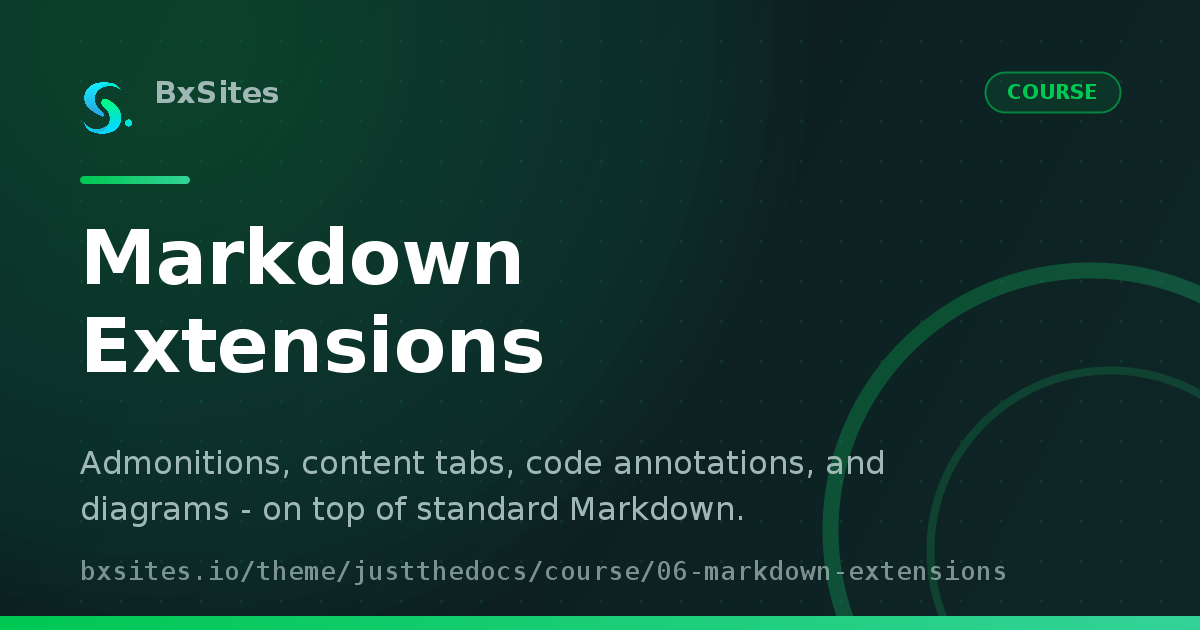 BxSites
COURSE
Markdown
Extensions
Admonitions, content tabs, code annotations, and
diagrams - on top of standard Markdown.
bxsites.io/theme/justthedocs/course/06-markdown-extensions